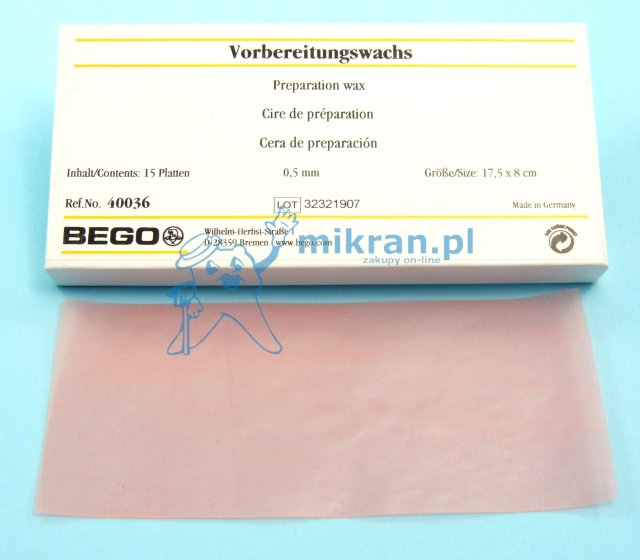 Vorbereitungswachs
Preparation wax
Cire de préparation
Cera de preparación
Inhalt/Contents: 15 Platten 0,5 mm Größe/Size: 17,5 x 8 cm
Ref.No. 40036 LOT 32321907 Made in Germany
BEGO
Wilhelm-Herbst-Straße 1
D-28359 Bremen www.bego.com
mikran.pl
zakupy on-line